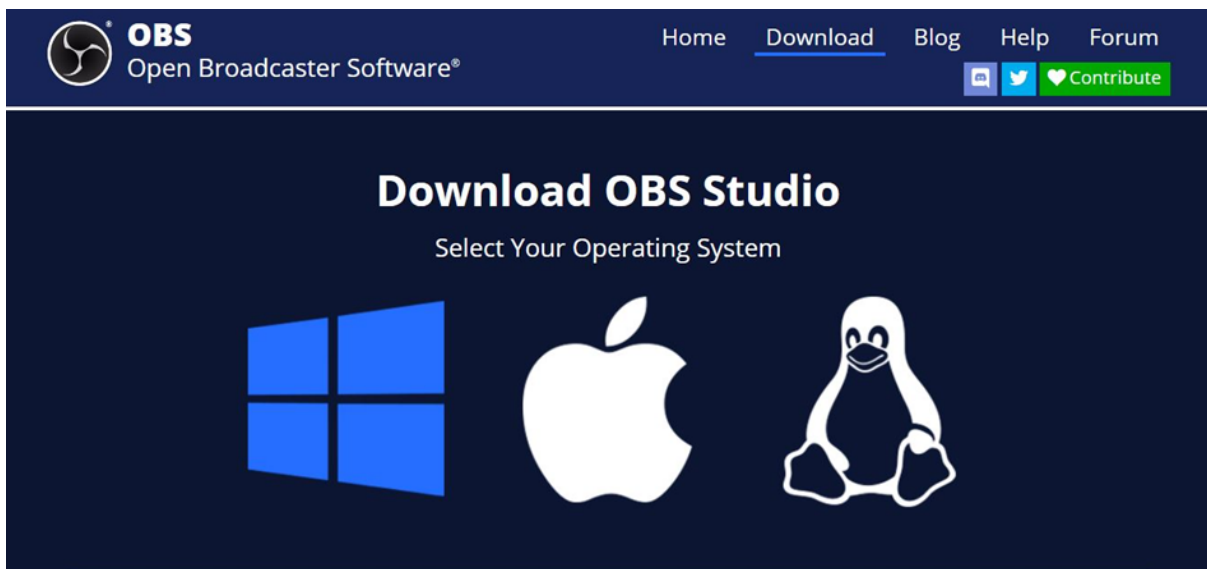 OBS
Open Broadcaster Software®
Home Download Blog Help Forum
Contribute
Download OBS Studio
Select Your Operating System